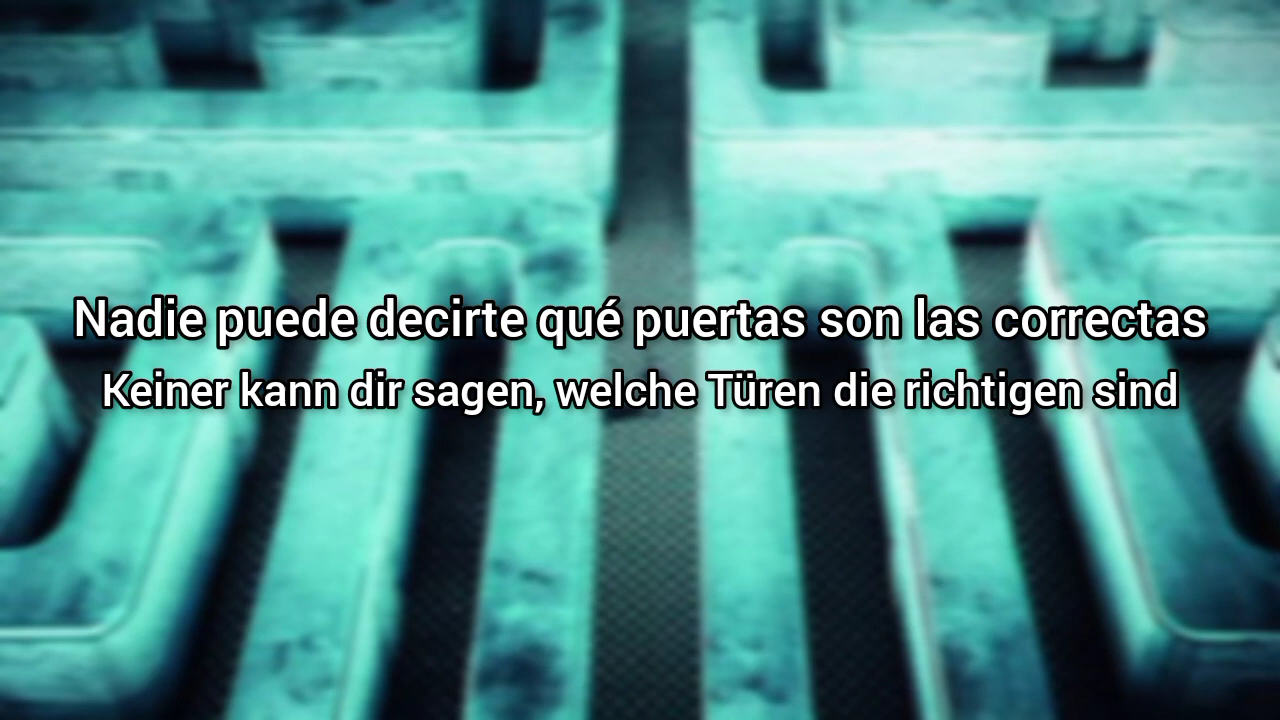 Nadie puede decirte qué puertas son las correctas
Keiner kann dir sagen, welche Türen die richtigen sind